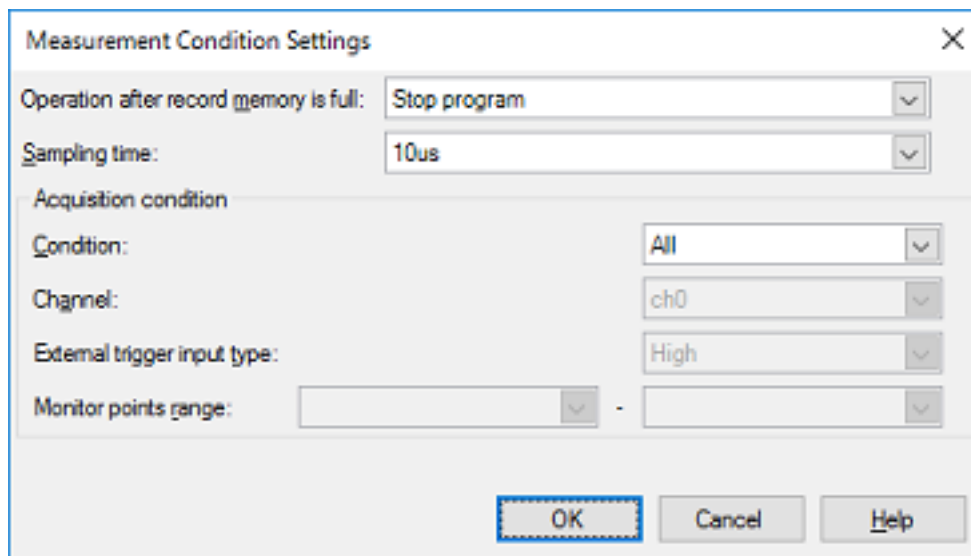 Measurement Condition Settings
Operation after record memory is full: Stop program
Sampling time: 10us
Acquisition condition
Condition: All
Channel: ch0
External trigger input type: High
Monitor points range: -
OK Cancel Help